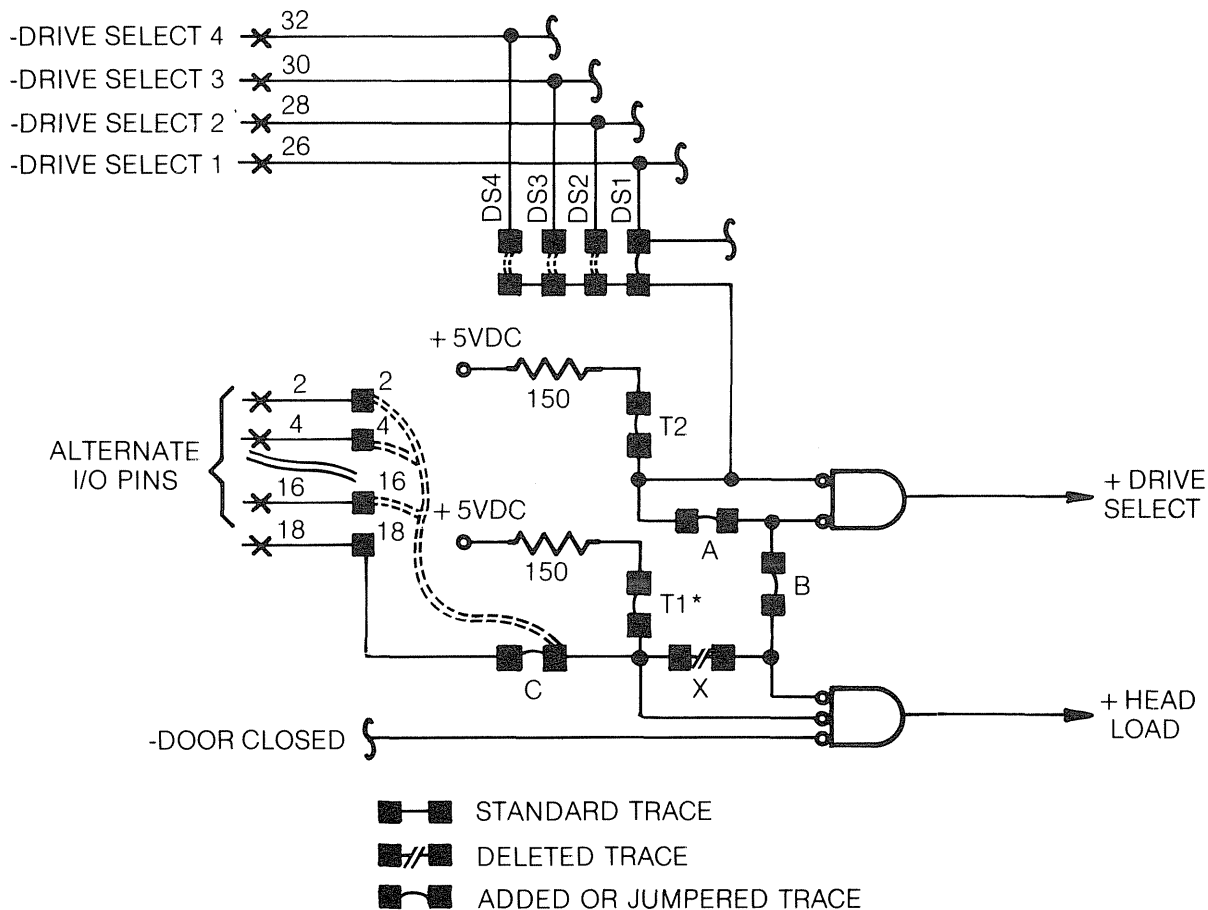 -DRIVE SELECT 4 32
-DRIVE SELECT 3 30
-DRIVE SELECT 2 28
-DRIVE SELECT 1 26
DS4 DS3 DS2 DS1
+ 5VDC
150
T2
2 2
4 4
ALTERNATE
I/O PINS
16 16
18 18
+ 5VDC
150
T1*
A
B
C
X
+ DRIVE
SELECT
+ HEAD
LOAD
-DOOR CLOSED
STANDARD TRACE
DELETED TRACE
ADDED OR JUMPERED TRACE